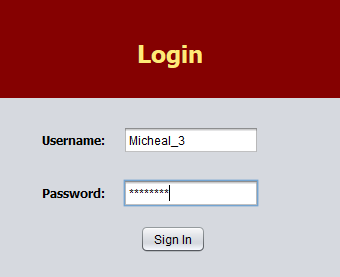 Login
Username: Micheal_3
Password: ********
Sign In